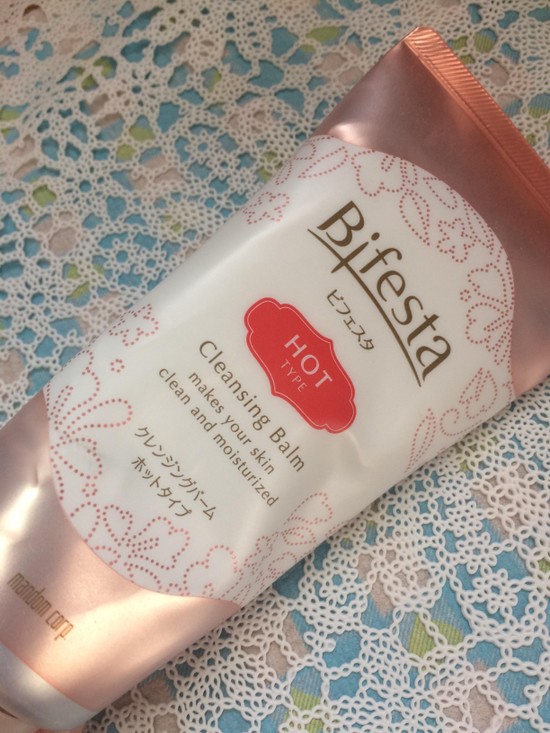 Bifesta
ビフェスタ
HOT
TYPE
Cleansing Balm
makes your skin
clean and moisturized
クレンジングバーム
ホットタイプ
mandom corp.